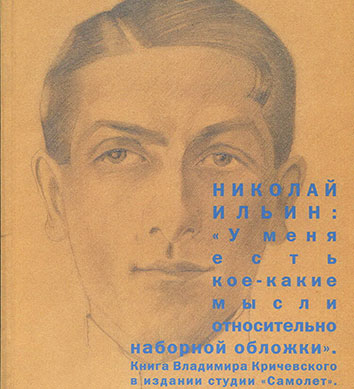 НИКОЛАЙ
ИЛЬИН:
«У меня
есть
кое-какие
мысли
относительно
наборной обложки».
Книга Владимира Кричевского
в издании студии «Самолет».